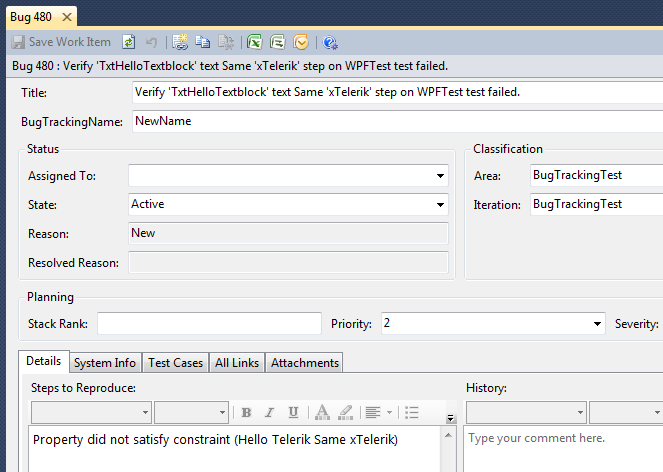 Bug 480
Save Work Item
Bug 480 : Verify 'TxtHelloTextblock' text Same 'xTelerik' step on WPFTest test failed.
Title: Verify 'TxtHelloTextblock' text Same 'xTelerik' step on WPFTest test failed.
BugTrackingName: NewName
Status
Assigned To:
State: Active
Reason: New
Resolved Reason:
Classification
Area: BugTrackingTest
Iteration: BugTrackingTest
Planning
Stack Rank: Priority: 2 Severity:
Details System Info Test Cases All Links Attachments
Steps to Reproduce:
B I U A
Property did not satisfy constraint (Hello Telerik Same xTelerik)
History:
Type your comment here.